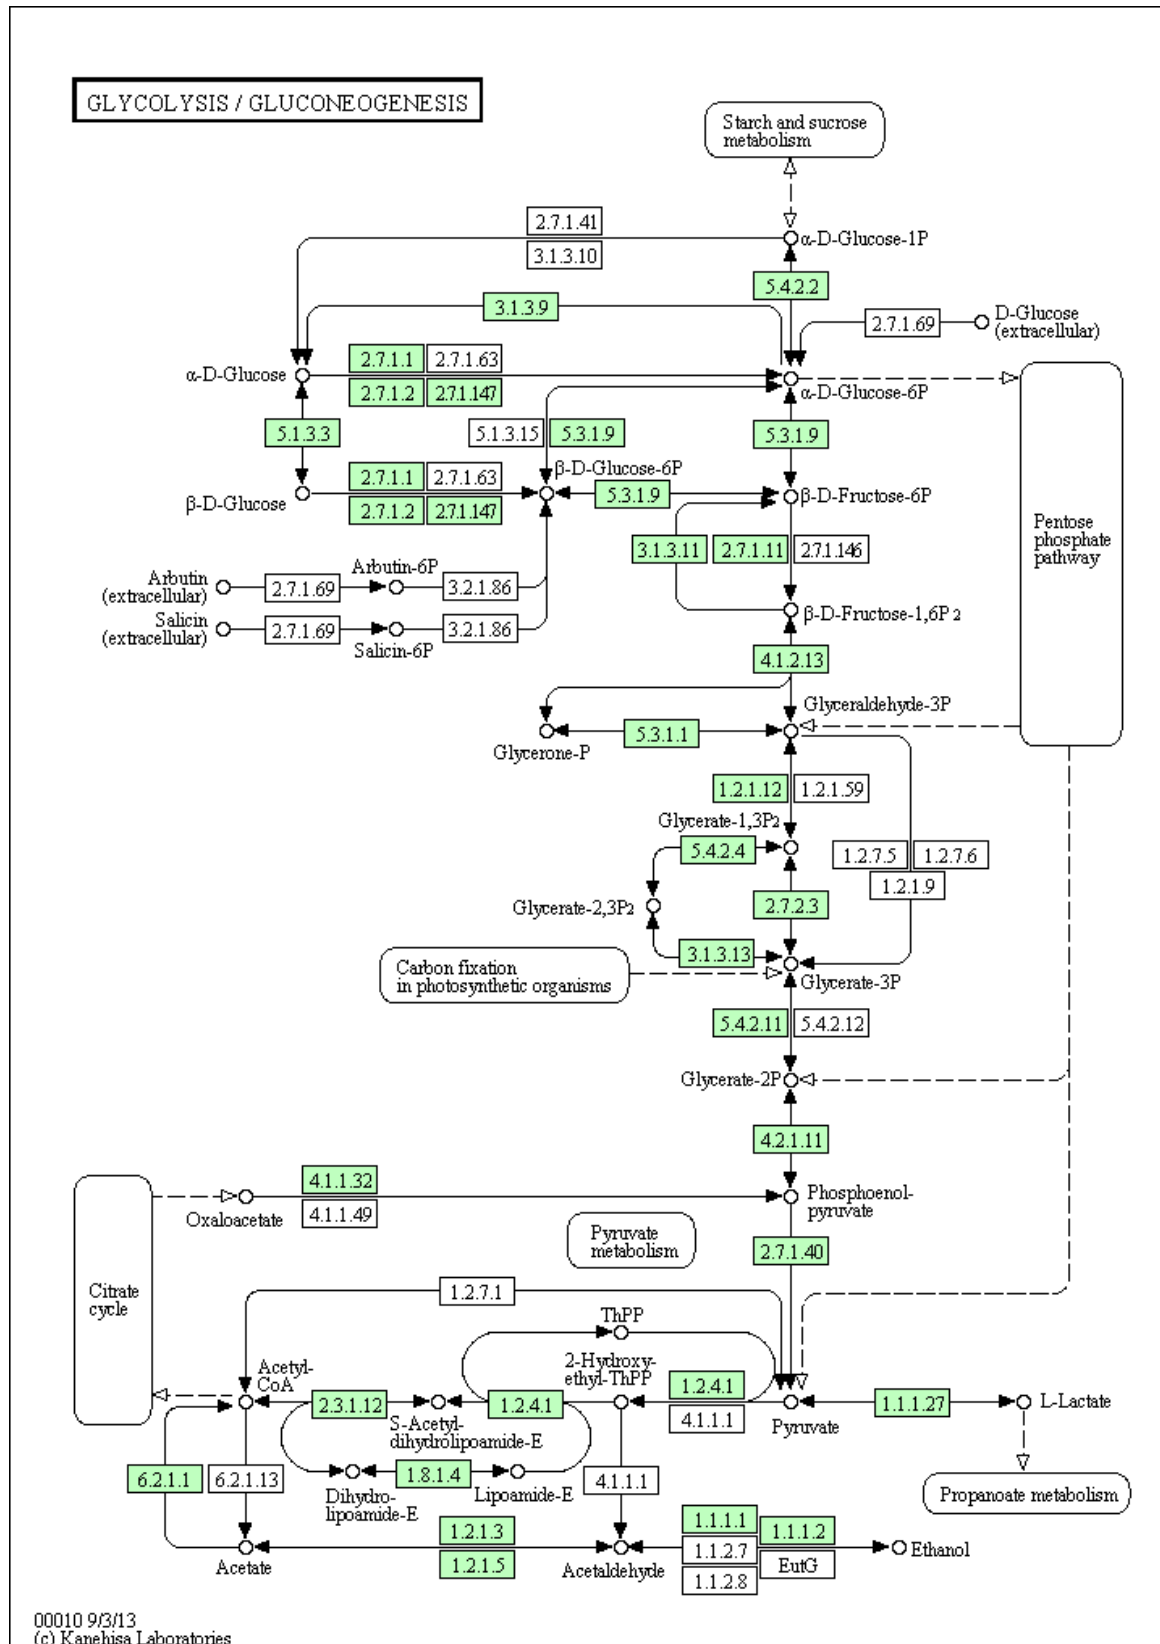 GLYCOLYSIS / GLUCONEOGENESIS
Starch and sucrose
metabolism
2.7.1.41
α-D-Glucose-1P
3.1.3.10
5.4.2.2
3.1.3.9
2.7.1.69
D-Glucose
(extracellular)
2.7.1.1
2.7.1.63
α-D-Glucose
2.7.1.2
2.7.1.147
α-D-Glucose-6P
5.1.3.3
5.1.3.15
5.3.1.9
5.3.1.9
2.7.1.1
2.7.1.63
β-D-Glucose-6P
β-D-Glucose
5.3.1.9
β-D-Fructose-6P
2.7.1.2
2.7.1.147
Pentose
phosphate
pathway
3.1.3.11
2.7.1.11
2.7.1.146
Arbutin
(extracellular)
2.7.1.69
Arbutin-6P
3.2.1.86
β-D-Fructose-1,6P2
Salicin
(extracellular)
2.7.1.69
Salicin-6P
3.2.1.86
4.1.2.13
Glyceraldehyde-3P
5.3.1.1
Glycerone-P
1.2.1.12
1.2.1.59
Glycerate-1,3P2
5.4.2.4
1.2.7.5
1.2.7.6
1.2.1.9
Glycerate-2,3P2
2.7.2.3
3.1.3.13
Carbon fixation
in photosynthetic organisms
Glycerate-3P
5.4.2.11
5.4.2.12
Glycerate-2P
4.2.1.11
4.1.1.32
Oxaloacetate
4.1.1.49
Phosphoenol-
pyruvate
Pyruvate
metabolism
2.7.1.40
Citrate
cycle
1.2.7.1
ThPP
Acetyl-
CoA
2-Hydroxy-
ethyl-ThPP
2.3.1.12
1.2.4.1
1.2.4.1
4.1.1.1
1.1.1.27
L-Lactate
S-Acetyl-
dihydrolipoamide-E
Pyruvate
6.2.1.1
6.2.1.13
1.8.1.4
4.1.1.1
Dihydro-
lipoamide-E
Lipoamide-E
Propanoate metabolism
1.2.1.3
1.1.1.1
1.1.1.2
Acetate
1.2.1.5
Acetaldehyde
1.1.2.7
EutG
Ethanol
1.1.2.8
00010 9/3/13
(c) Kanehisa Laboratories